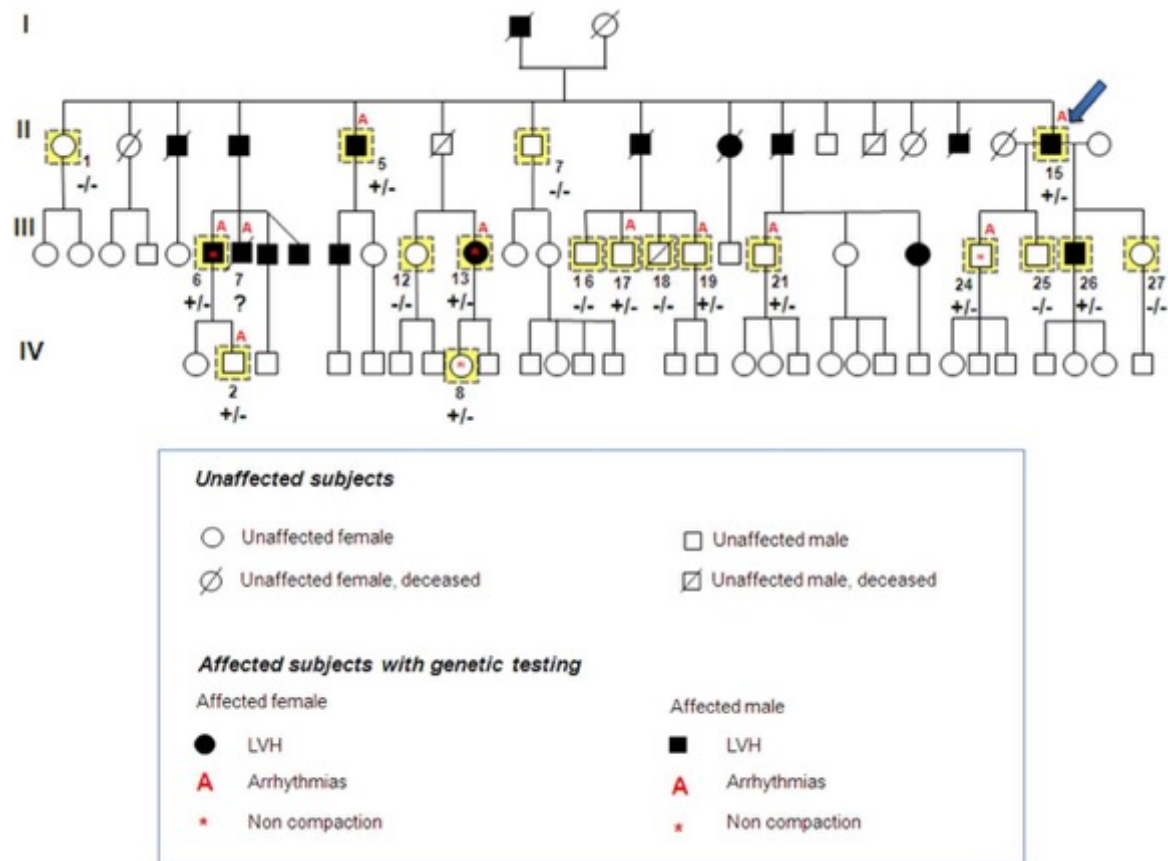 I
A
II
A
1
-/-
5
+/-
7
-/-
15
+/-
III
A A A A A A A
* * *
6 7 12 13 16 17 18 19 21 24 25 26 27
+/- ? -/- +/- -/- +/- -/- +/- +/- +/- -/- +/- -/-
IV
A
*
2
+/-
8
+/-
Unaffected subjects
Unaffected female Unaffected male
Unaffected female, deceased Unaffected male, deceased
Affected subjects with genetic testing
Affected female Affected male
LVH LVH
A Arrhythmias A Arrhythmias
* Non compaction * Non compaction